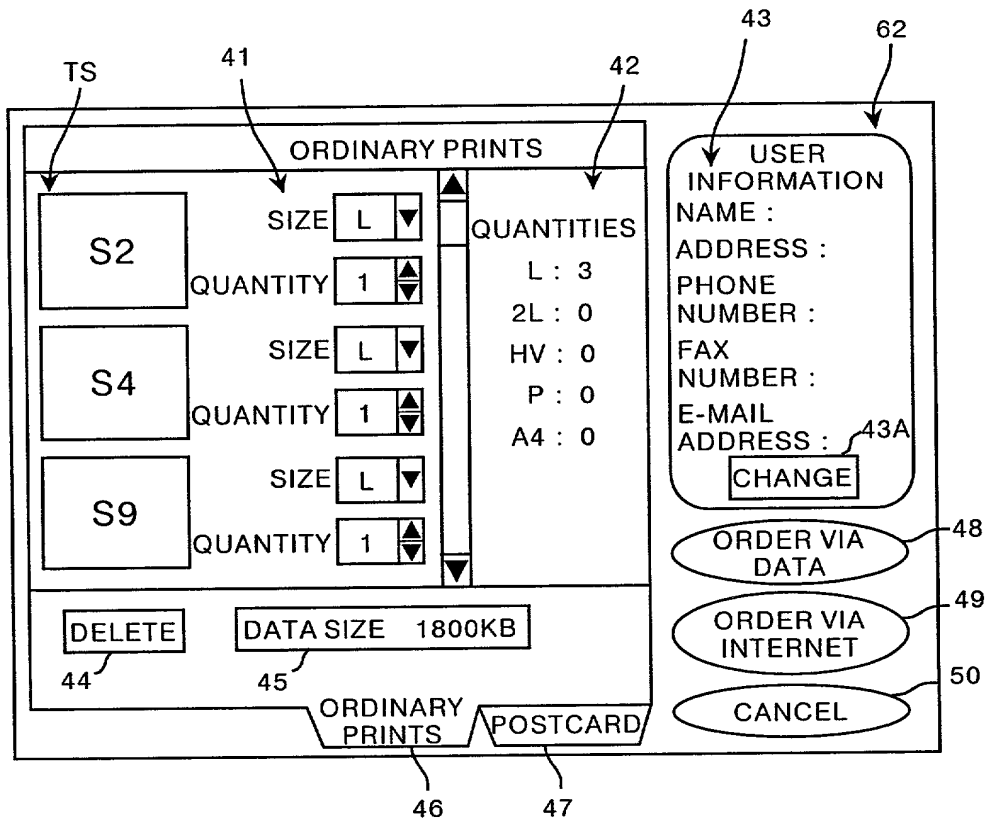 TS
41
42
43
62
ORDINARY PRINTS
S2
SIZE L
QUANTITY 1
S4
SIZE L
QUANTITY 1
S9
SIZE L
QUANTITY 1
QUANTITIES
L : 3
2L : 0
HV : 0
P : 0
A4 : 0
USER
INFORMATION
NAME :
ADDRESS :
PHONE
NUMBER :
FAX
NUMBER :
E-MAIL
ADDRESS :
43A
CHANGE
ORDER VIA
DATA
48
ORDER VIA
INTERNET
49
CANCEL
50
DELETE
44
DATA SIZE 1800KB
45
ORDINARY
PRINTS
POSTCARD
46
47